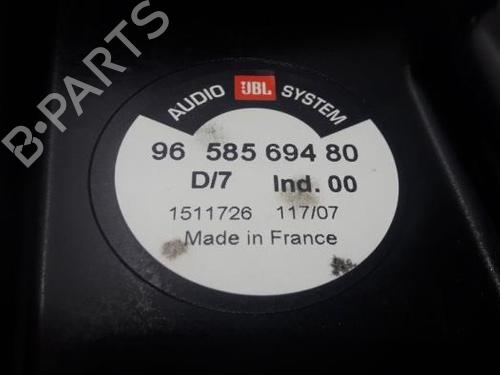 B-PARTS
AUDIO JBL SYSTEM
96 585 694 80
D/7 Ind. 00
1511726 117/07
Made in France